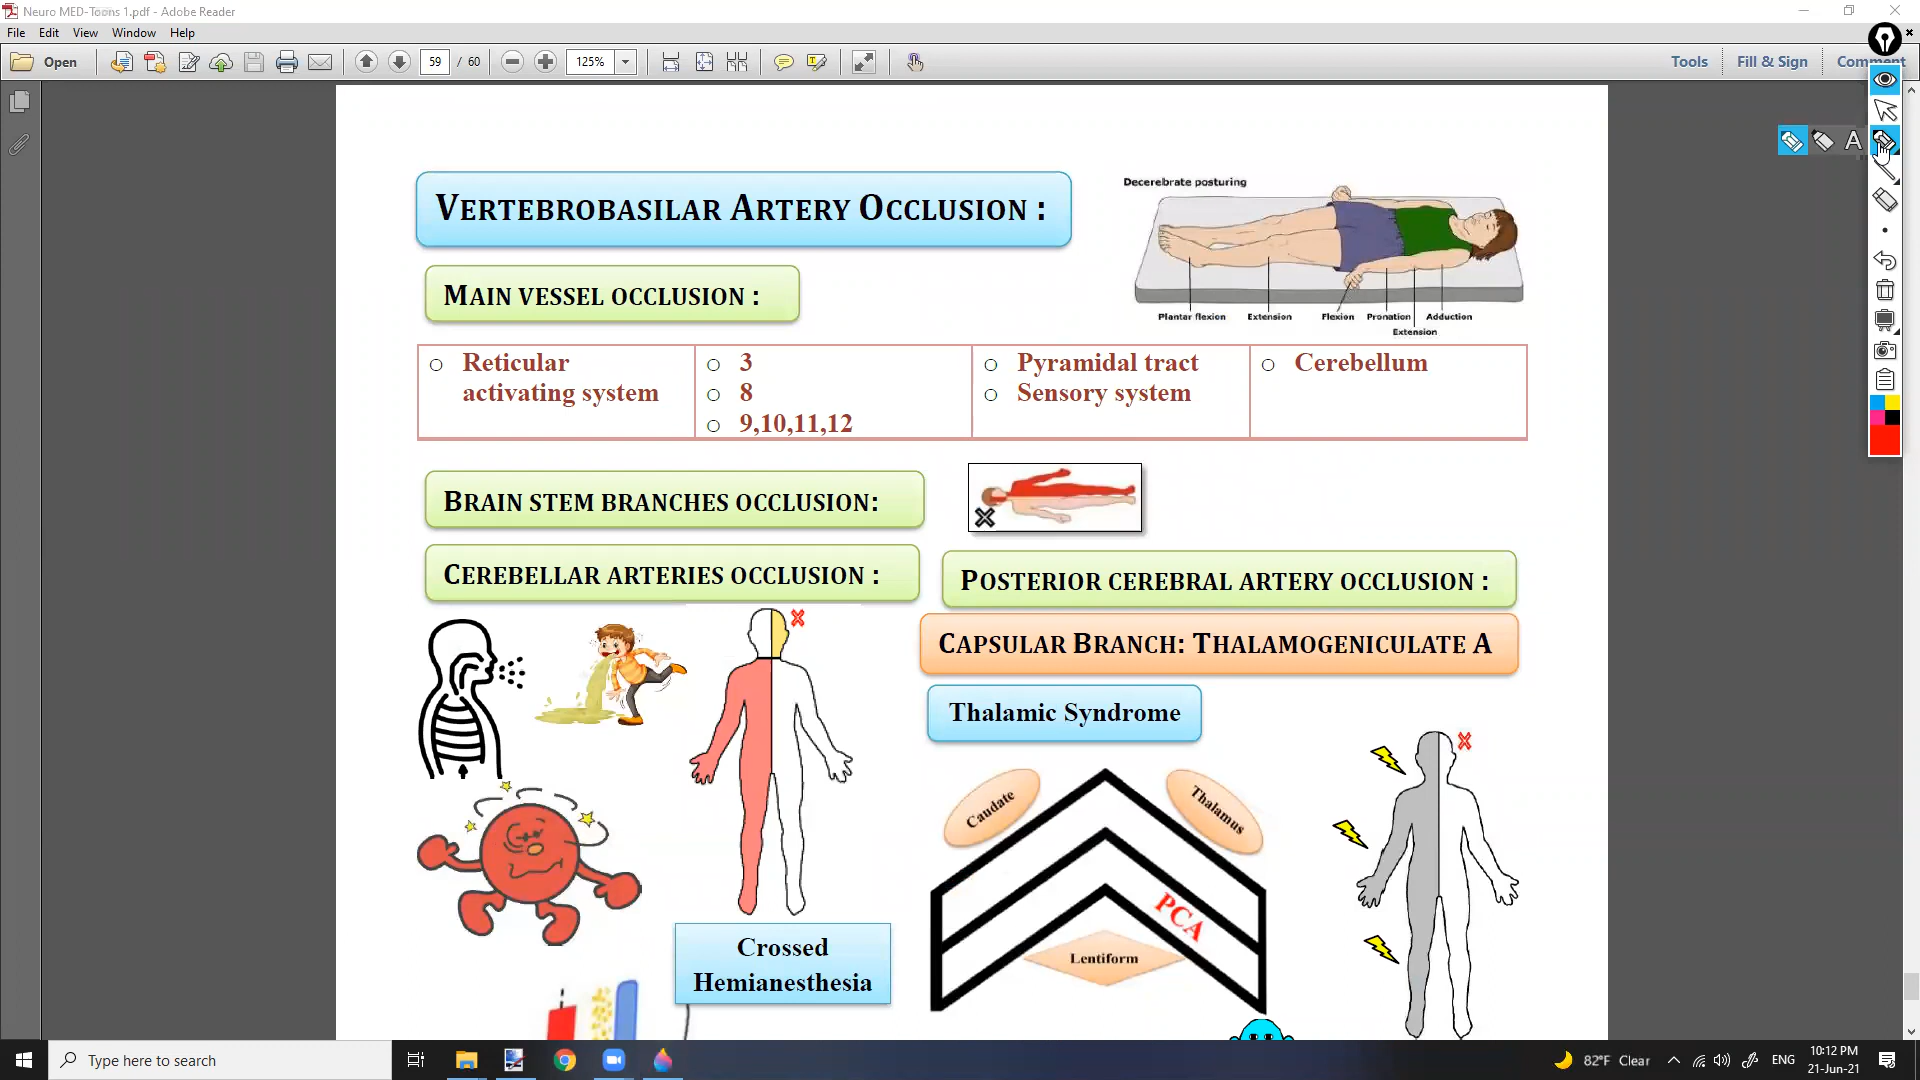 Neuro MED-Toons 1.pdf - Adobe Reader
File Edit View Window Help
Open 59 / 60 125% Tools Fill & Sign Comment
A
VERTEBROBASILAR ARTERY OCCLUSION :
Decerebrate posturing
Plantar flexion Extension Flexion Pronation Adduction
Extension
MAIN VESSEL OCCLUSION :
Reticular
activating system
3
8
9,10,11,12
Pyramidal tract
Sensory system
Cerebellum
BRAIN STEM BRANCHES OCCLUSION:
CEREBELLAR ARTERIES OCCLUSION :
POSTERIOR CEREBRAL ARTERY OCCLUSION :
CAPSULAR BRANCH: THALAMOGENICULATE A
Thalamic Syndrome
Caudate
Thalamus
PCA
Lentiform
Crossed
Hemianesthesia
Type here to search
82°F Clear
ENG
10:12 PM
21-Jun-21